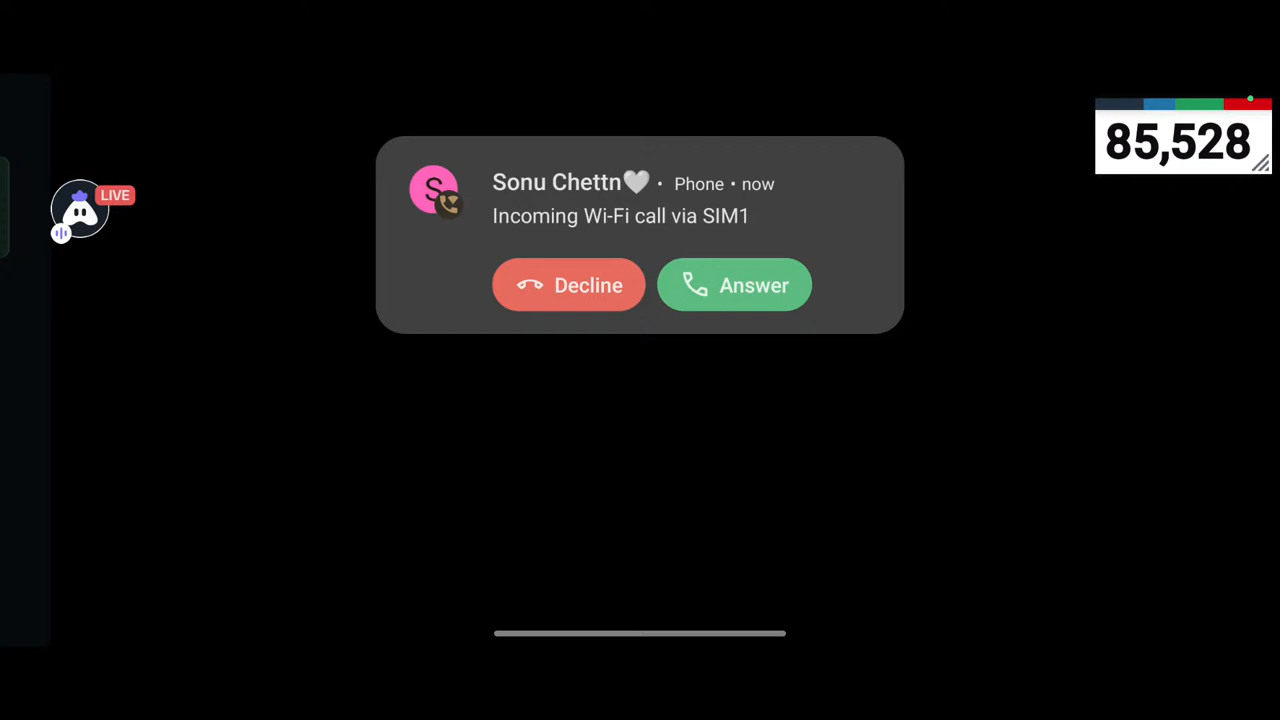 LIVE
85,528
S
Sonu Chettn🤍 • Phone • now
Incoming Wi-Fi call via SIM1
Decline
Answer